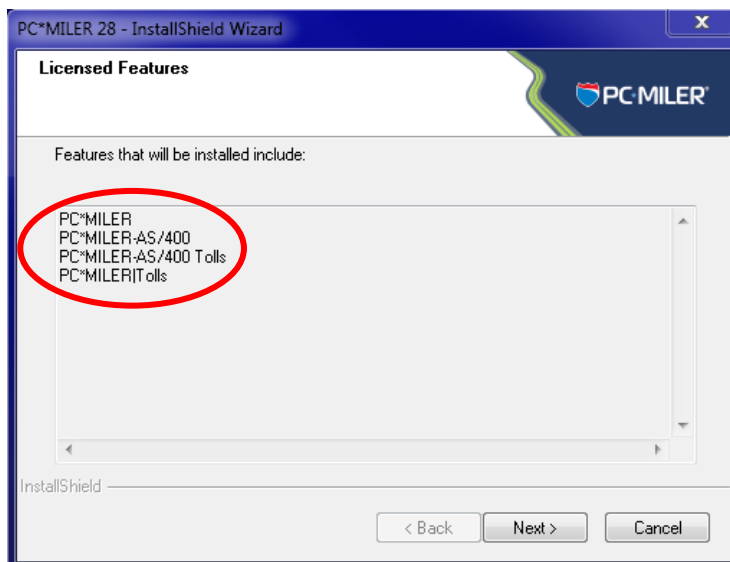 PC*MILER 28 - InstallShield Wizard
X
Licensed Features
PC·MILER®
Features that will be installed include:
PC*MILER
PC*MILER-AS/400
PC*MILER-AS/400 Tolls
PC*MILER|Tolls
InstallShield
< Back
Next >
Cancel